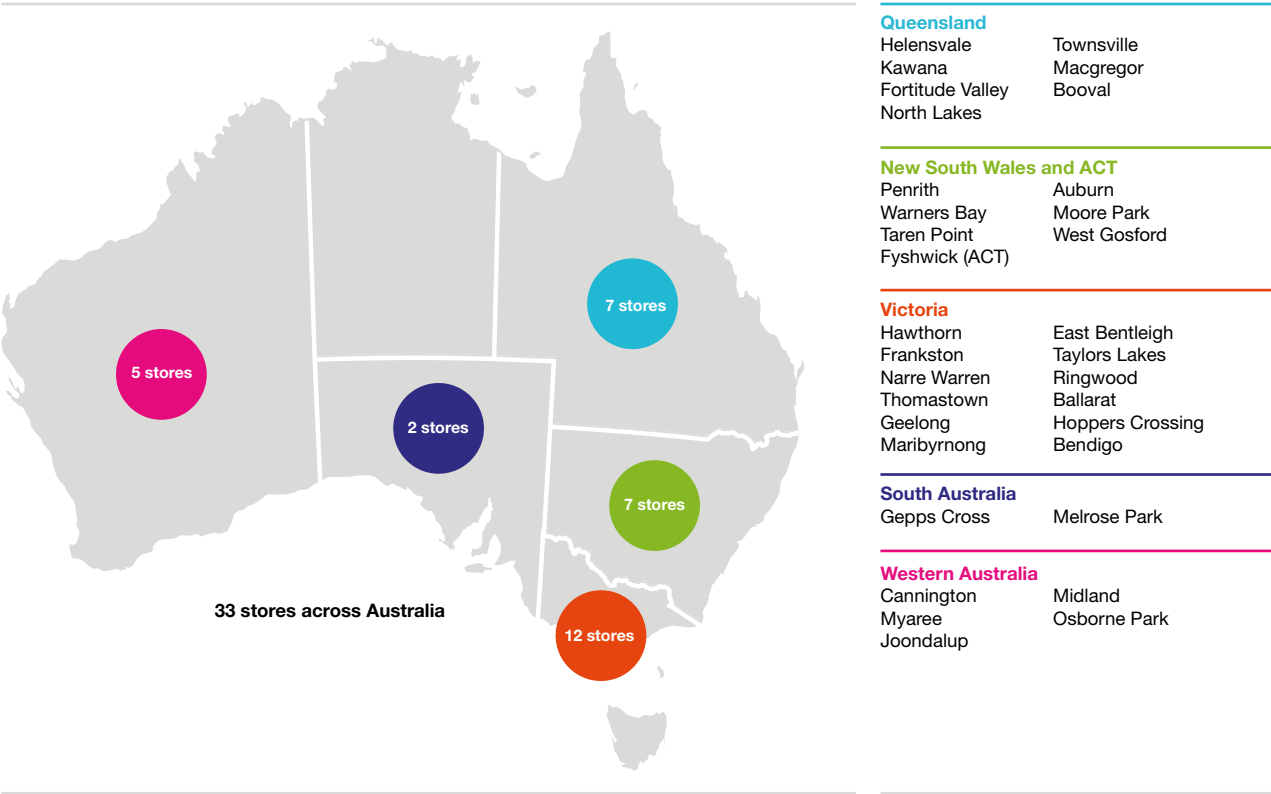 7 stores
5 stores
2 stores
7 stores
12 stores
33 stores across Australia
Queensland
Helensvale
Kawana
Fortitude Valley
North Lakes
Townsville
Macgregor
Booval
New South Wales and ACT
Penrith
Warners Bay
Taren Point
Fyshwick (ACT)
Auburn
Moore Park
West Gosford
Victoria
Hawthorn
Frankston
Narre Warren
Thomastown
Geelong
Maribyrnong
East Bentleigh
Taylors Lakes
Ringwood
Ballarat
Hoppers Crossing
Bendigo
South Australia
Gepps Cross
Melrose Park
Western Australia
Cannington
Myaree
Joondalup
Midland
Osborne Park